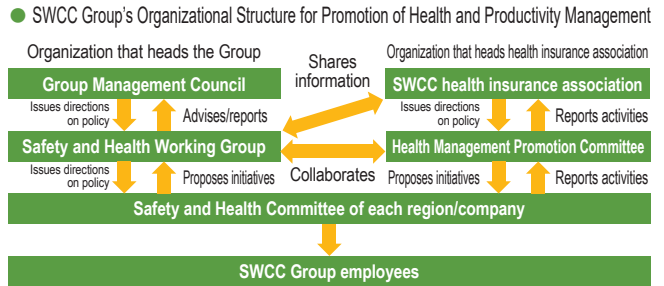 ● SWCC Group's Organizational Structure for Promotion of Health and Productivity Management
Organization that heads the Group
Organization that heads health insurance association
Shares
information
Group Management Council
SWCC health insurance association
Issues directions
on policy
Advises/reports
Issues directions
on policy
Reports activities
Safety and Health Working Group
Health Management Promotion Committee
Collaborates
Issues directions
on policy
Proposes initiatives
Proposes initiatives
Reports activities
Safety and Health Committee of each region/company
SWCC Group employees